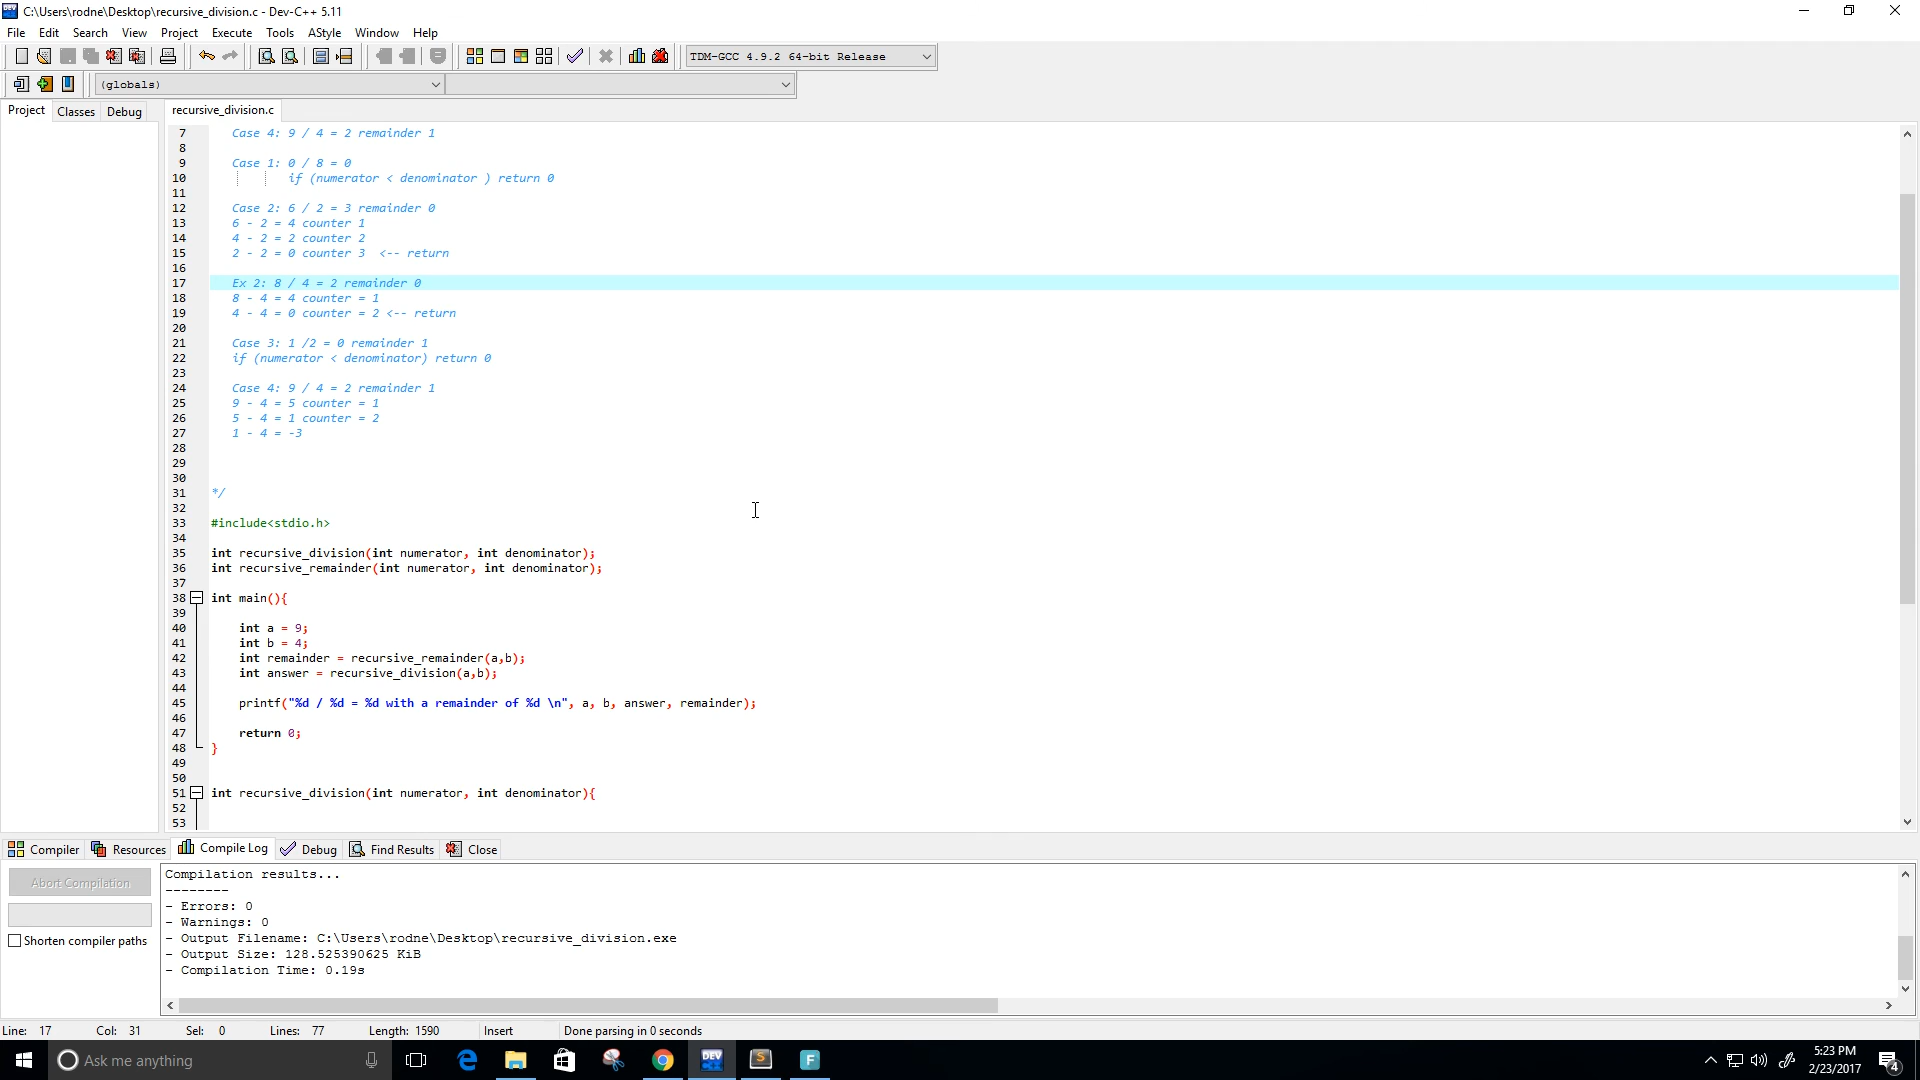 C:\Users\rodne\Desktop\recursive_division.c - Dev-C++ 5.11
File Edit Search View Project Execute Tools AStyle Window Help
TDM-GCC 4.9.2 64-bit Release
(globals)
Project Classes Debug recursive_division.c
7 Case 4: 9 / 4 = 2 remainder 1
8
9 Case 1: 0 / 8 = 0
10 if (numerator < denominator ) return 0
11
12 Case 2: 6 / 2 = 3 remainder 0
13 6 - 2 = 4 counter 1
14 4 - 2 = 2 counter 2
15 2 - 2 = 0 counter 3 <-- return
16
17 Ex 2: 8 / 4 = 2 remainder 0
18 8 - 4 = 4 counter = 1
19 4 - 4 = 0 counter = 2 <-- return
20
21 Case 3: 1 /2 = 0 remainder 1
22 if (numerator < denominator) return 0
23
24 Case 4: 9 / 4 = 2 remainder 1
25 9 - 4 = 5 counter = 1
26 5 - 4 = 1 counter = 2
27 1 - 4 = -3
28
29
30
31 */
32
33 #include<stdio.h>
34
35 int recursive_division(int numerator, int denominator);
36 int recursive_remainder(int numerator, int denominator);
37
38 int main(){
39
40 int a = 9;
41 int b = 4;
42 int remainder = recursive_remainder(a,b);
43 int answer = recursive_division(a,b);
44
45 printf("%d / %d = %d with a remainder of %d \n", a, b, answer, remainder);
46
47 return 0;
48 }
49
50
51 int recursive_division(int numerator, int denominator){
52
53
Compiler Resources Compile Log Debug Find Results Close
Abort Compilation
Shorten compiler paths
Compilation results...
--------
- Errors: 0
- Warnings: 0
- Output Filename: C:\Users\rodne\Desktop\recursive_division.exe
- Output Size: 128.525390625 KiB
- Compilation Time: 0.19s
Line: 17 Col: 31 Sel: 0 Lines: 77 Length: 1590 Insert Done parsing in 0 seconds
Ask me anything
DEV
S
F
5:23 PM
2/23/2017
4